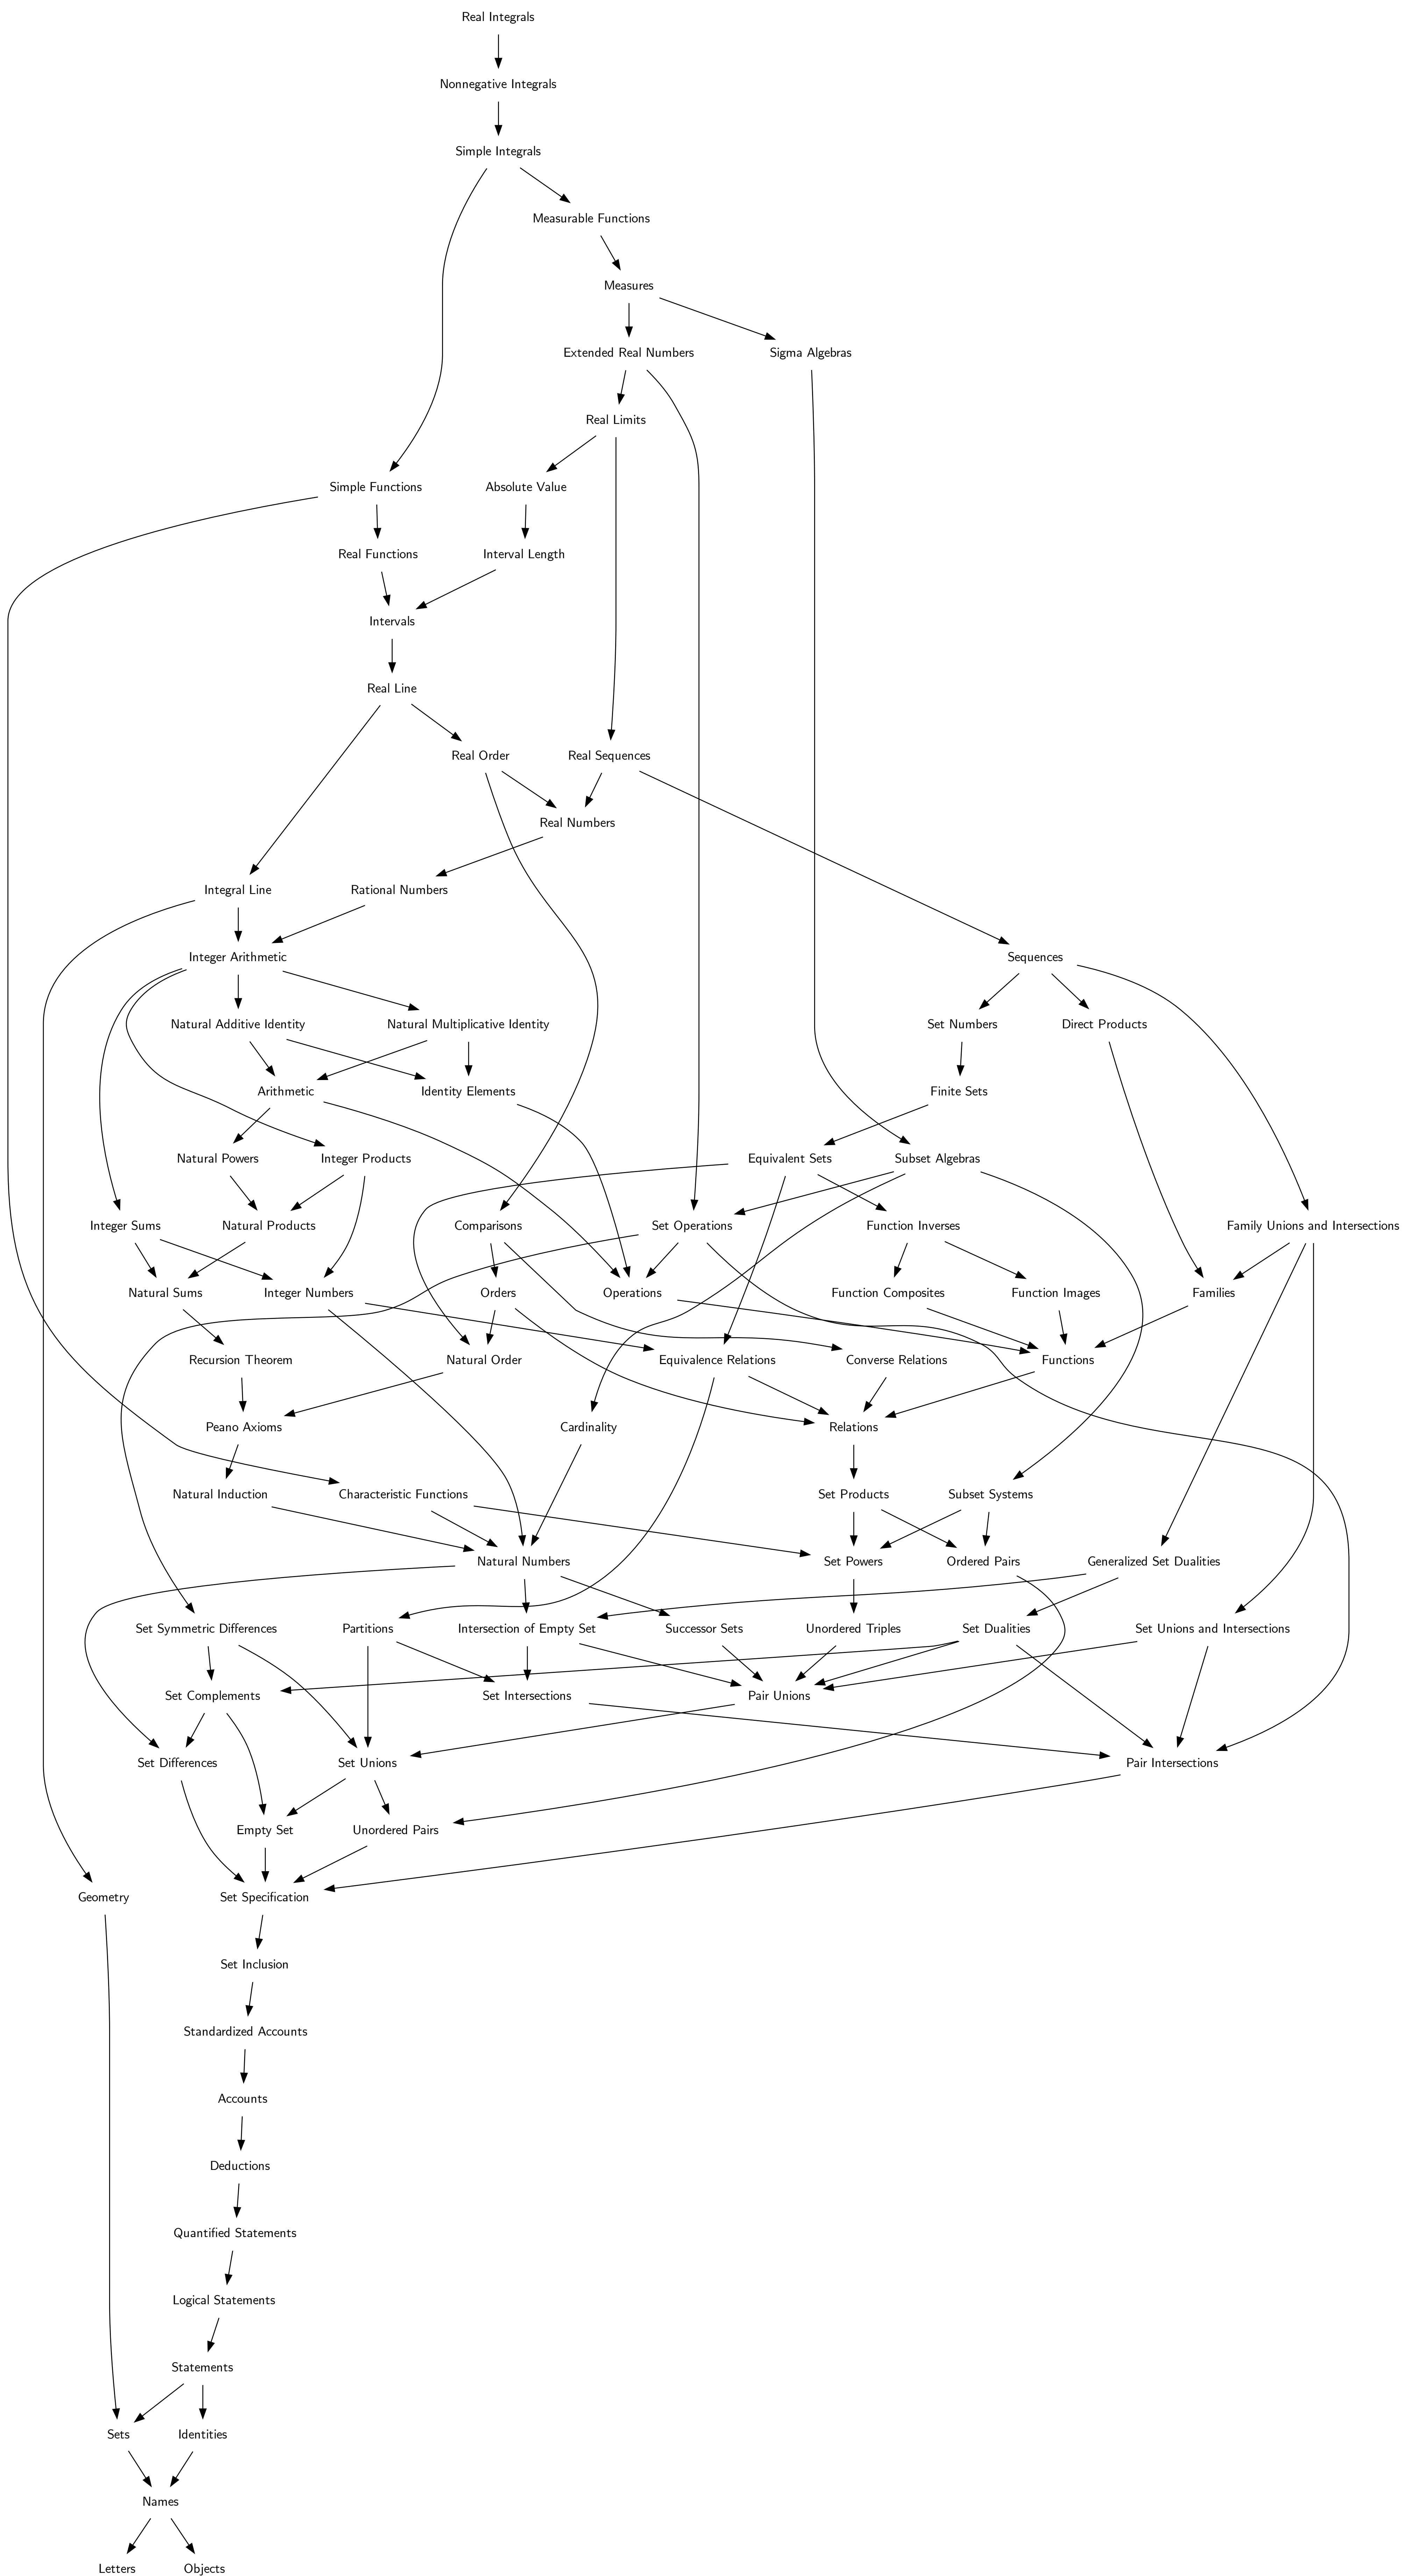 Real Integrals
Nonnegative Integrals
Simple Integrals
Measurable Functions
Measures
Extended Real Numbers
Sigma Algebras
Real Limits
Simple Functions
Absolute Value
Real Functions
Interval Length
Intervals
Real Line
Real Order
Real Sequences
Real Numbers
Integral Line
Rational Numbers
Integer Arithmetic
Sequences
Natural Additive Identity
Natural Multiplicative Identity
Set Numbers
Direct Products
Arithmetic
Identity Elements
Finite Sets
Natural Powers
Integer Products
Equivalent Sets
Subset Algebras
Integer Sums
Natural Products
Comparisons
Set Operations
Function Inverses
Family Unions and Intersections
Natural Sums
Integer Numbers
Orders
Operations
Function Composites
Function Images
Families
Recursion Theorem
Natural Order
Equivalence Relations
Converse Relations
Functions
Peano Axioms
Cardinality
Relations
Natural Induction
Characteristic Functions
Set Products
Subset Systems
Natural Numbers
Set Powers
Ordered Pairs
Generalized Set Dualities
Set Symmetric Differences
Partitions
Intersection of Empty Set
Successor Sets
Unordered Triples
Set Dualities
Set Unions and Intersections
Set Complements
Set Intersections
Pair Unions
Set Differences
Set Unions
Pair Intersections
Empty Set
Unordered Pairs
Geometry
Set Specification
Set Inclusion
Standardized Accounts
Accounts
Deductions
Quantified Statements
Logical Statements
Statements
Sets
Identities
Names
Letters
Objects